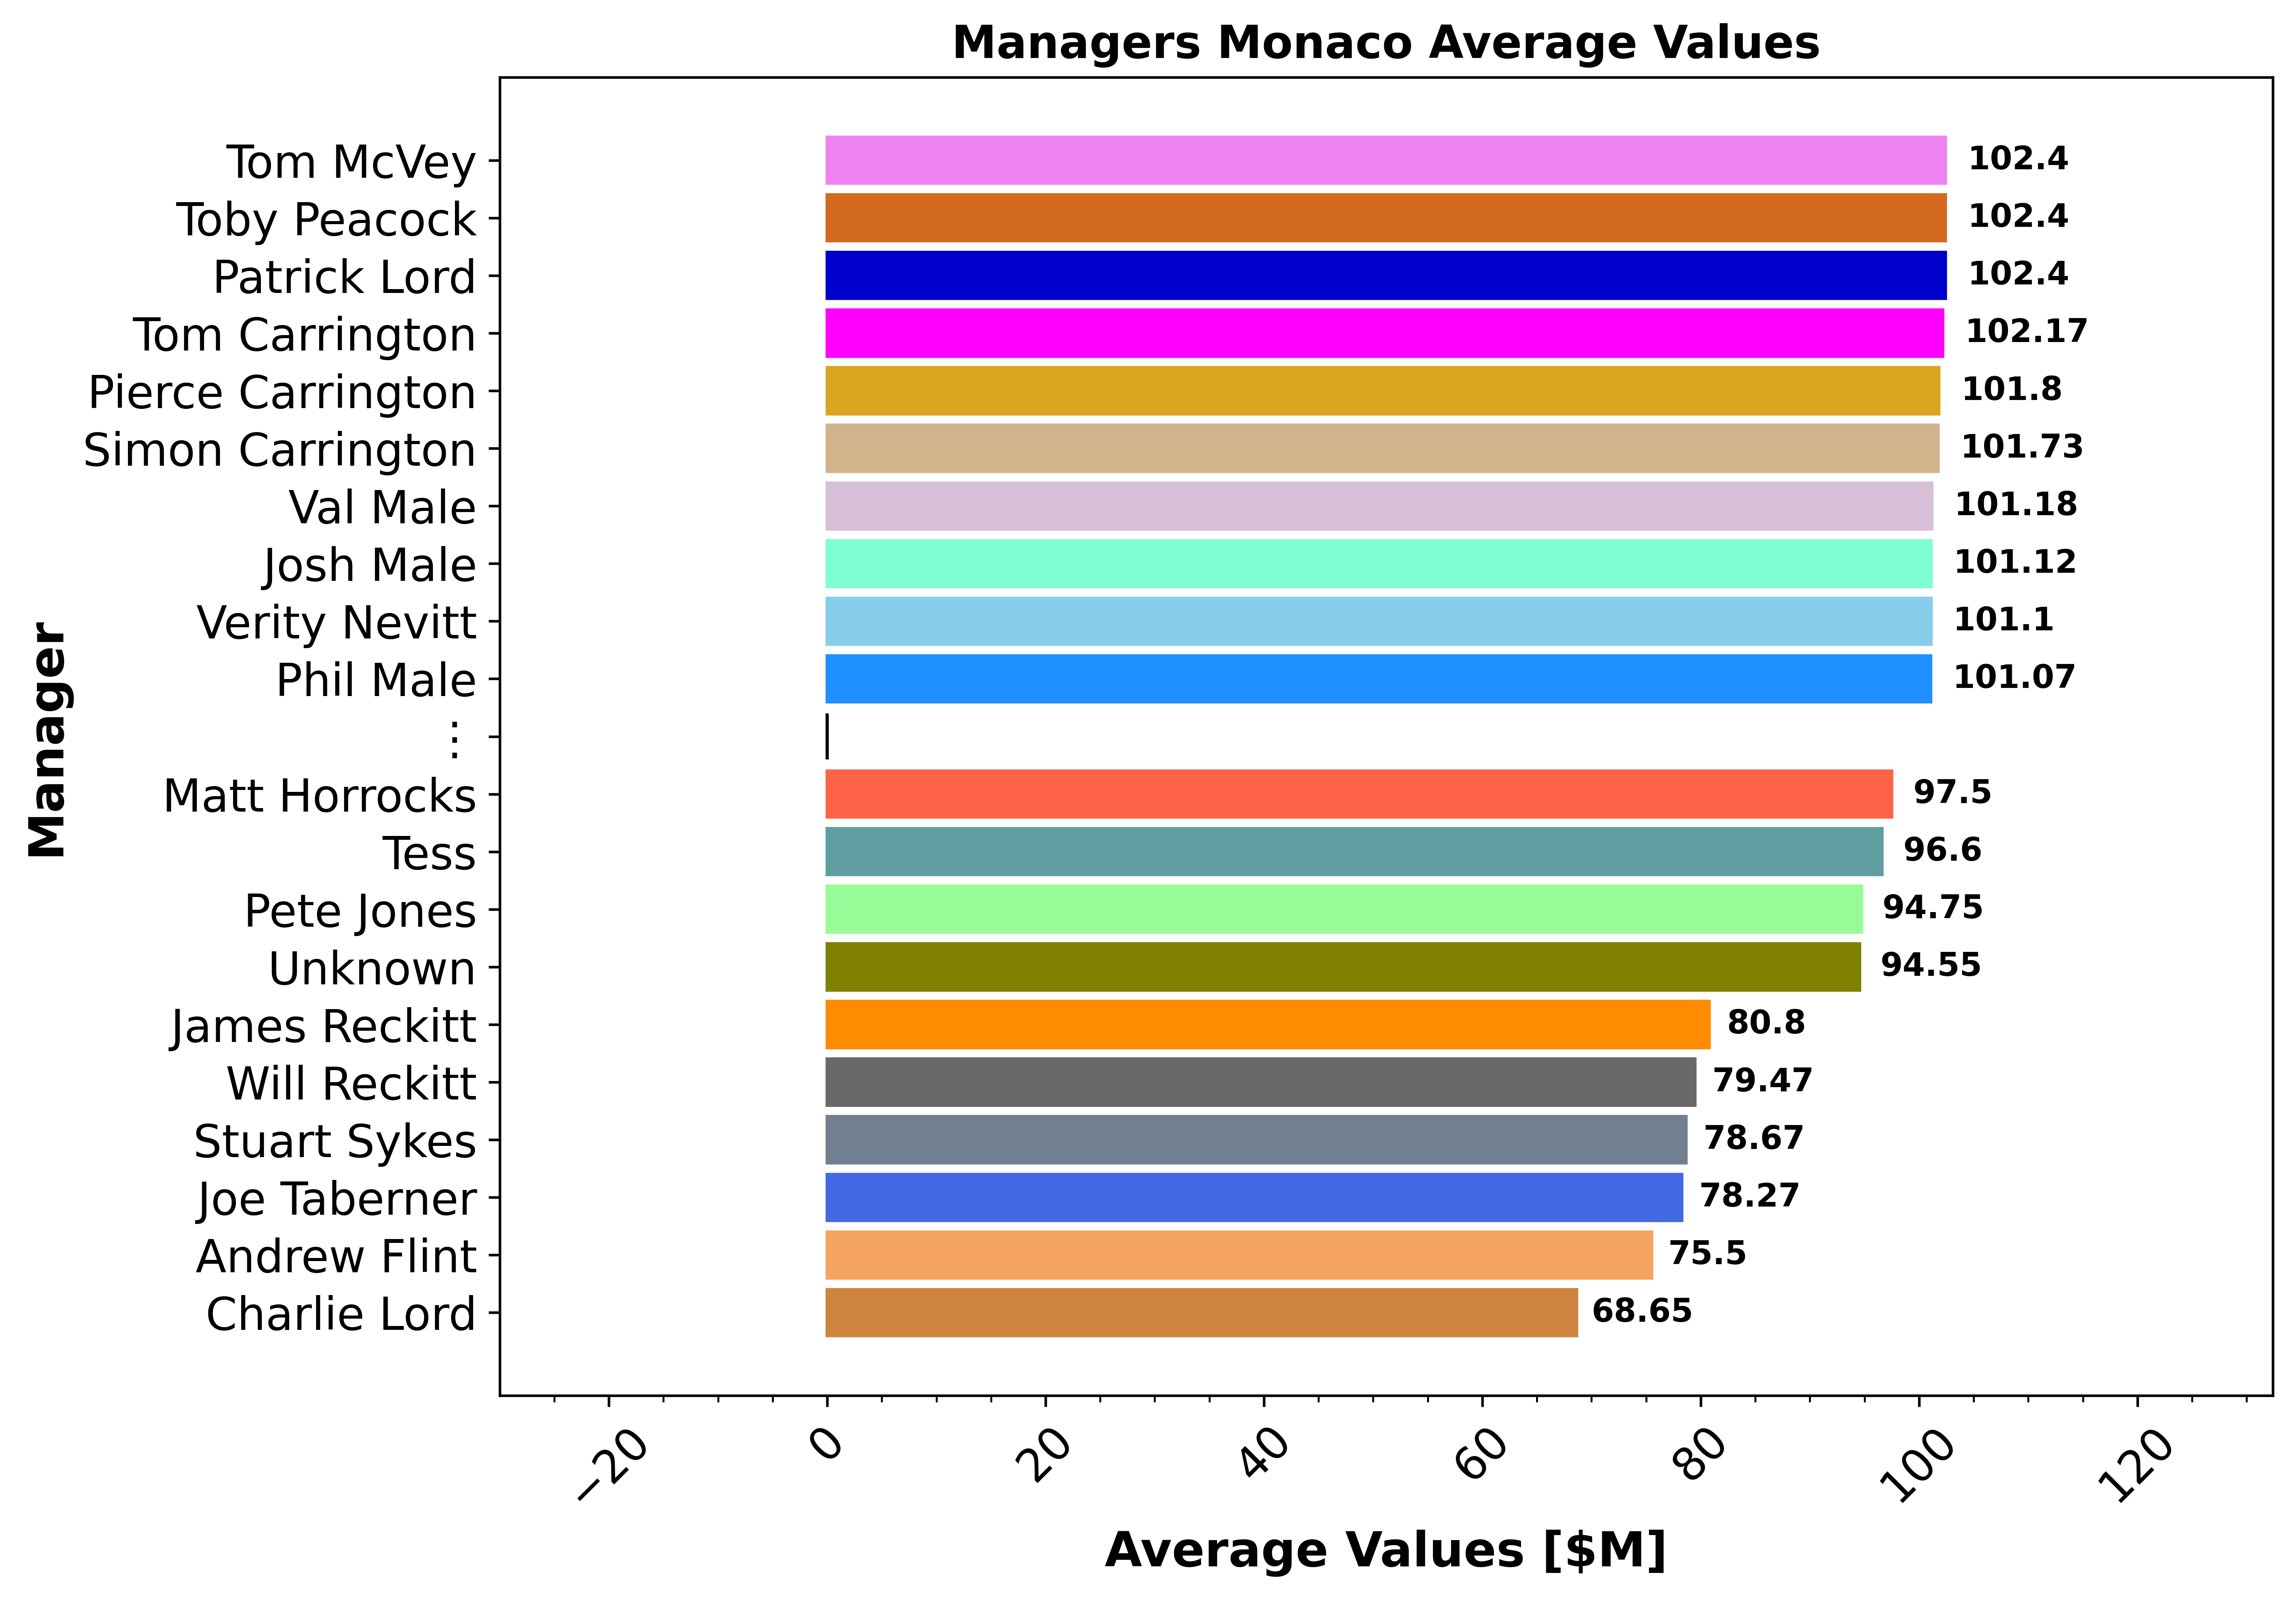 Managers Monaco Average Values
Manager
Tom McVey 102.4
Toby Peacock 102.4
Patrick Lord 102.4
Tom Carrington 102.17
Pierce Carrington 101.8
Simon Carrington 101.73
Val Male 101.18
Josh Male 101.12
Verity Nevitt 101.1
Phil Male 101.07
⋮
Matt Horrocks 97.5
Tess 96.6
Pete Jones 94.75
Unknown 94.55
James Reckitt 80.8
Will Reckitt 79.47
Stuart Sykes 78.67
Joe Taberner 78.27
Andrew Flint 75.5
Charlie Lord 68.65
−20 0 20 40 60 80 100 120
Average Values [$M]